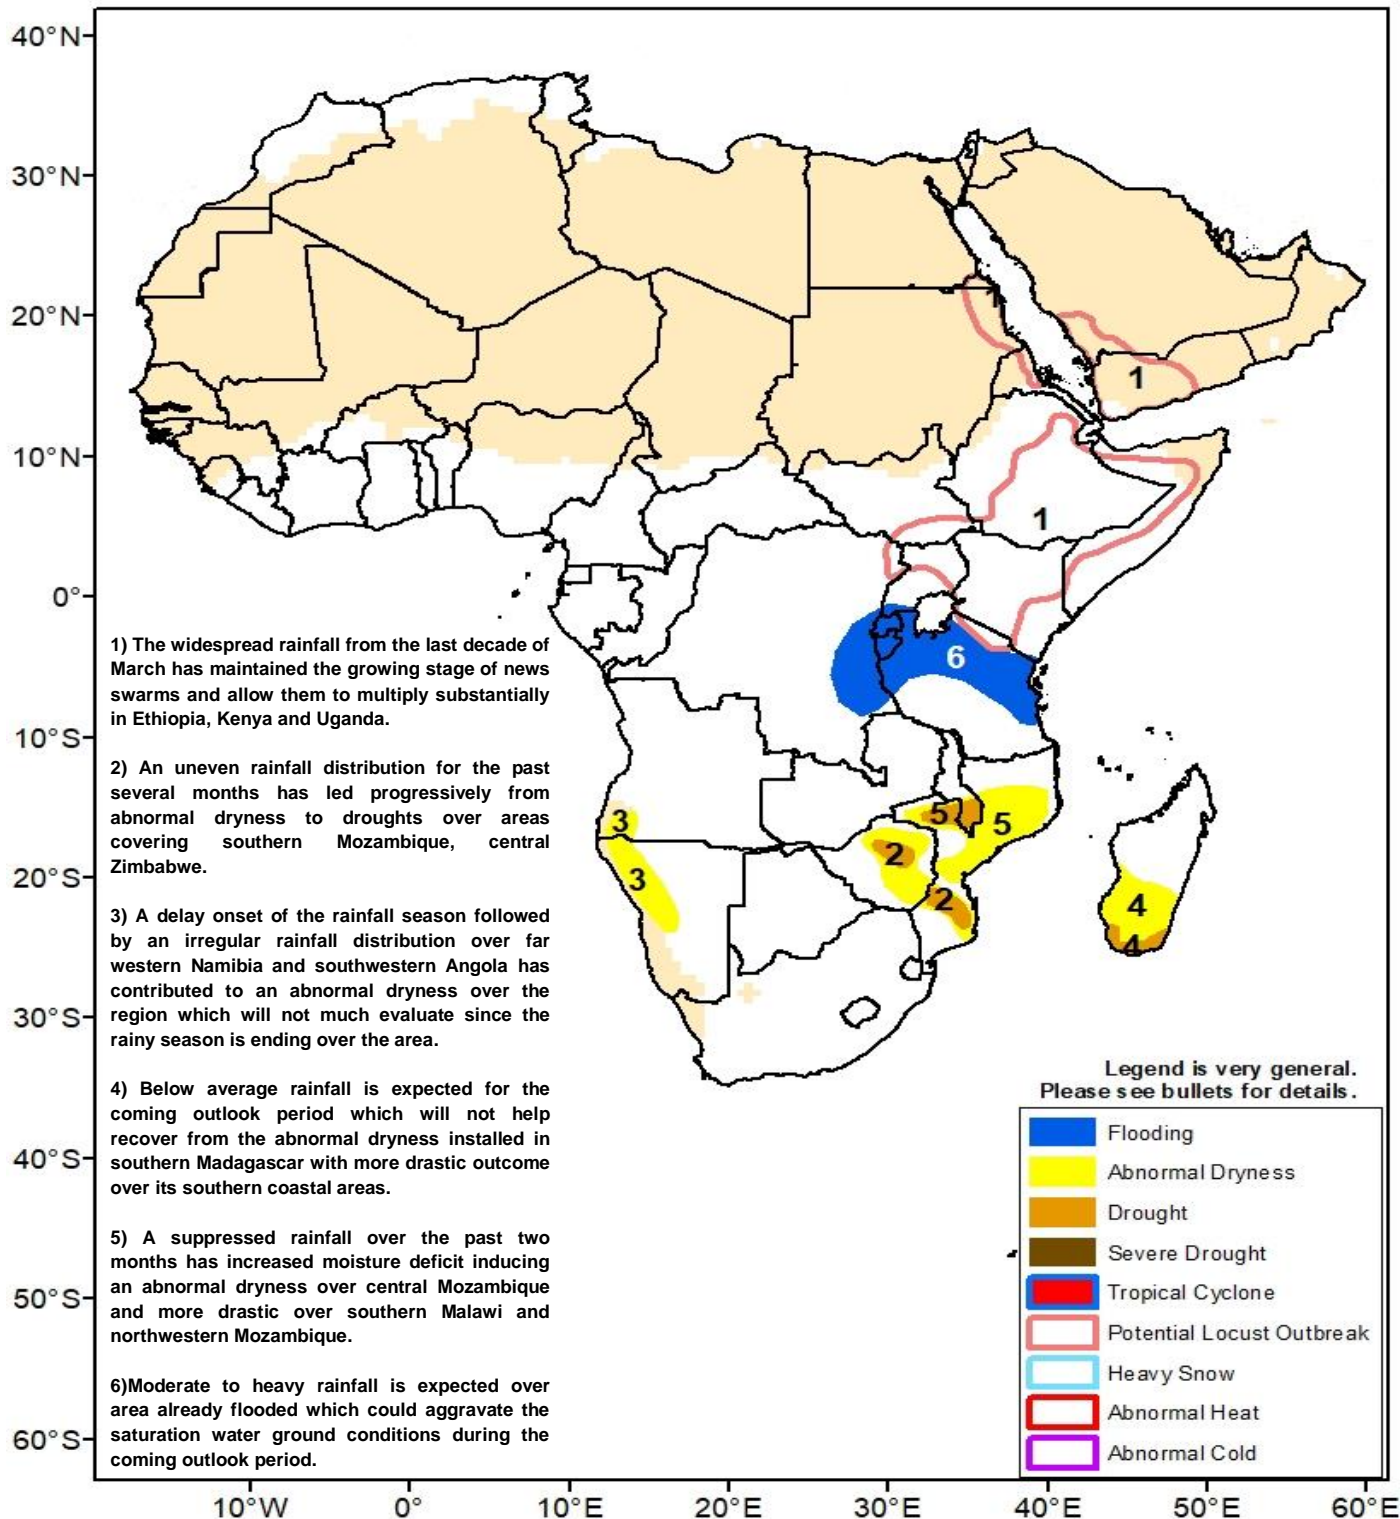 40°N
30°N
20°N
10°N
0°
10°S
20°S
30°S
40°S
50°S
60°S
1
1
1
6
3
3
5
5
2
2
4
4
1) The widespread rainfall from the last decade of
March has maintained the growing stage of news
swarms and allow them to multiply substantially
in Ethiopia, Kenya and Uganda.
2) An uneven rainfall distribution for the past
several months has led progressively from
abnormal dryness to droughts over areas
covering southern Mozambique, central
Zimbabwe.
3) A delay onset of the rainfall season followed
by an irregular rainfall distribution over far
western Namibia and southwestern Angola has
contributed to an abnormal dryness over the
region which will not much evaluate since the
rainy season is ending over the area.
4) Below average rainfall is expected for the
coming outlook period which will not help
recover from the abnormal dryness installed in
southern Madagascar with more drastic outcome
over its southern coastal areas.
5) A suppressed rainfall over the past two
months has increased moisture deficit inducing
an abnormal dryness over central Mozambique
and more drastic over southern Malawi and
northwestern Mozambique.
6)Moderate to heavy rainfall is expected over
area already flooded which could aggravate the
saturation water ground conditions during the
coming outlook period.
Legend is very general.
Please see bullets for details.
Flooding
Abnormal Dryness
Drought
Severe Drought
Tropical Cyclone
Potential Locust Outbreak
Heavy Snow
Abnormal Heat
Abnormal Cold
10°W
0°
10°E
20°E
30°E
40°E
50°E
60°E